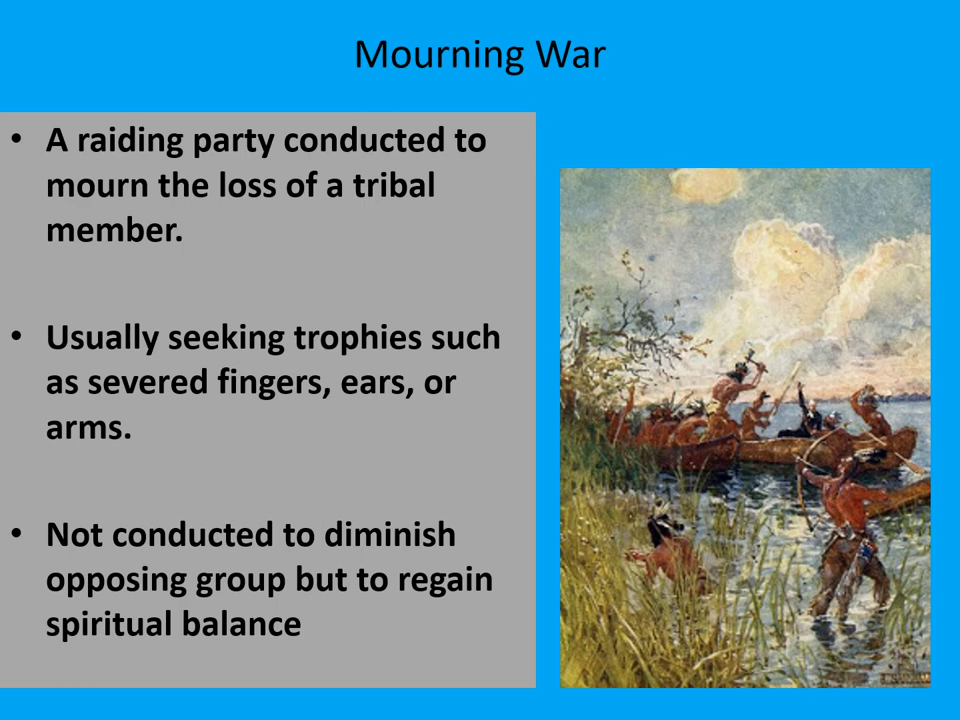 Mourning War
• A raiding party conducted to
mourn the loss of a tribal
member.
• Usually seeking trophies such
as severed fingers, ears, or
arms.
• Not conducted to diminish
opposing group but to regain
spiritual balance